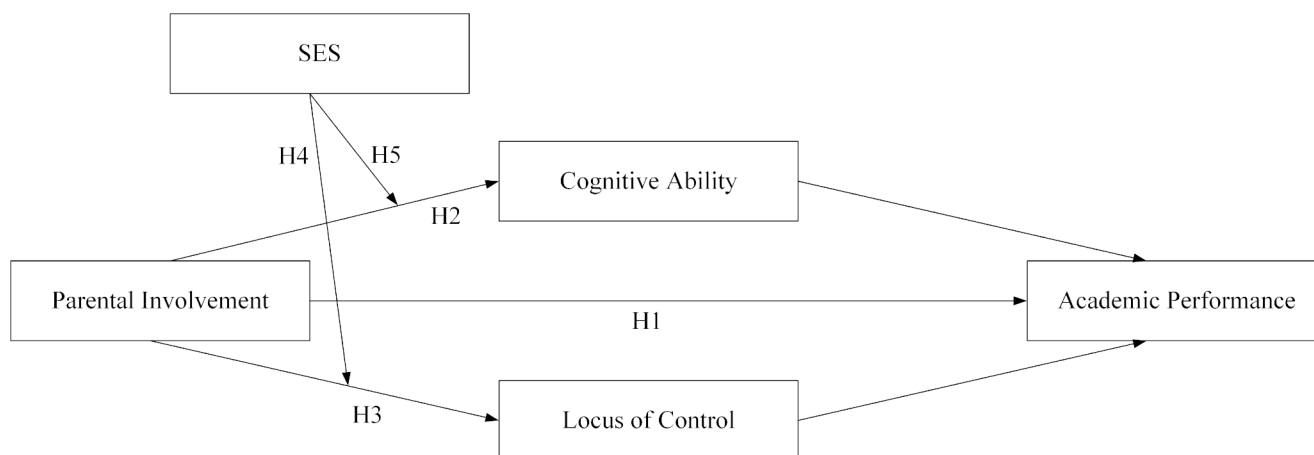 SES
H4
H5
Cognitive Ability
H2
Parental Involvement
H1
Academic Performance
H3
Locus of Control